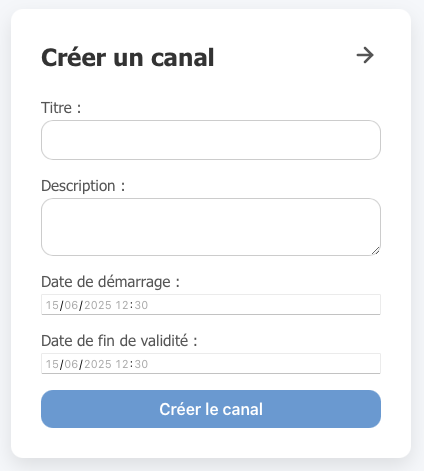 Créer un canal
Titre :
Description :
Date de démarrage :
15/06/2025 12:30
Date de fin de validité :
15/06/2025 12:30
Créer le canal